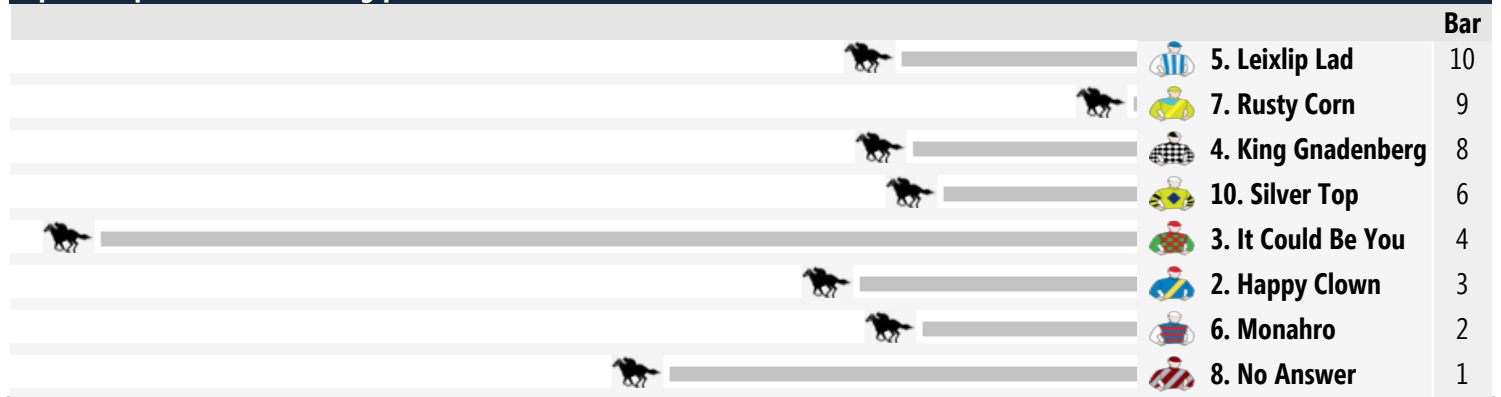 Bar
5. Leixlip Lad 10
7. Rusty Corn 9
4. King Gnadenberg 8
10. Silver Top 6
3. It Could Be You 4
2. Happy Clown 3
6. Monahro 2
8. No Answer 1